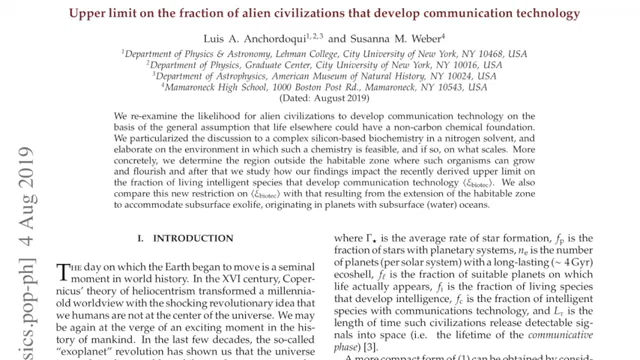 Upper limit on the fraction of alien civilizations that develop communication technology
Luis A. Anchordoqui1, 2, 3 and Susanna M. Weber4
1Department of Physics & Astronomy, Lehman College, City University of New York, NY 10468, USA
2Department of Physics, Graduate Center, City University of New York, NY 10016, USA
3Department of Astrophysics, American Museum of Natural History, NY 10024, USA
4Mamaroneck High School, 1000 Boston Post Rd., Mamaroneck, NY 10543, USA
(Dated: August 2019)
We re-examine the likelihood for alien civilizations to develop communication technology on the
basis of the general assumption that life elsewhere could have a non-carbon chemical foundation.
We particularized the discussion to a complex silicon-based biochemistry in a nitrogen solvent, and
elaborate on the environment in which such a chemistry is feasible, and if so, on what scales. More
concretely, we determine the region outside the habitable zone where such organisms can grow
and flourish and after that we study how our findings impact the recently derived upper limit on
the fraction of living intelligent species that develop communication technology ⟨ξbiotec⟩. We also
compare this new restriction on ⟨ξbiotec⟩ with that resulting from the extension of the habitable zone
to accommodate subsurface exolife, originating in planets with subsurface (water) oceans.
I. INTRODUCTION
The day on which the Earth began to move is a seminal
moment in world history. In the XVI century, Coper-
nicus' theory of heliocentrism transformed a millennia-
old worldview with the shocking revolutionary idea that
we humans are not at the center of the universe. We may
be again at the verge of an exciting moment in the his-
tory of mankind. In the last few decades, the so-called
"exoplanet" revolution has shown us that the universe
where Γ⋆ is the average rate of star formation, fp is the
fraction of stars with planetary systems, ne is the number
of planets (per solar system) with a long-lasting (∼ 4 Gyr)
ecoshell, fℓ is the fraction of suitable planets on which
life actually appears, fi is the fraction of living species
that develop intelligence, fc is the fraction of intelligent
species with communications technology, and Lτ is the
length of time such civilizations release detectable sig-
nals into space (i.e. the lifetime of the communicative
phase) [3].
A more compact form of (1) can be obtained by consid-
physics.pop-ph] 4 Aug 2019